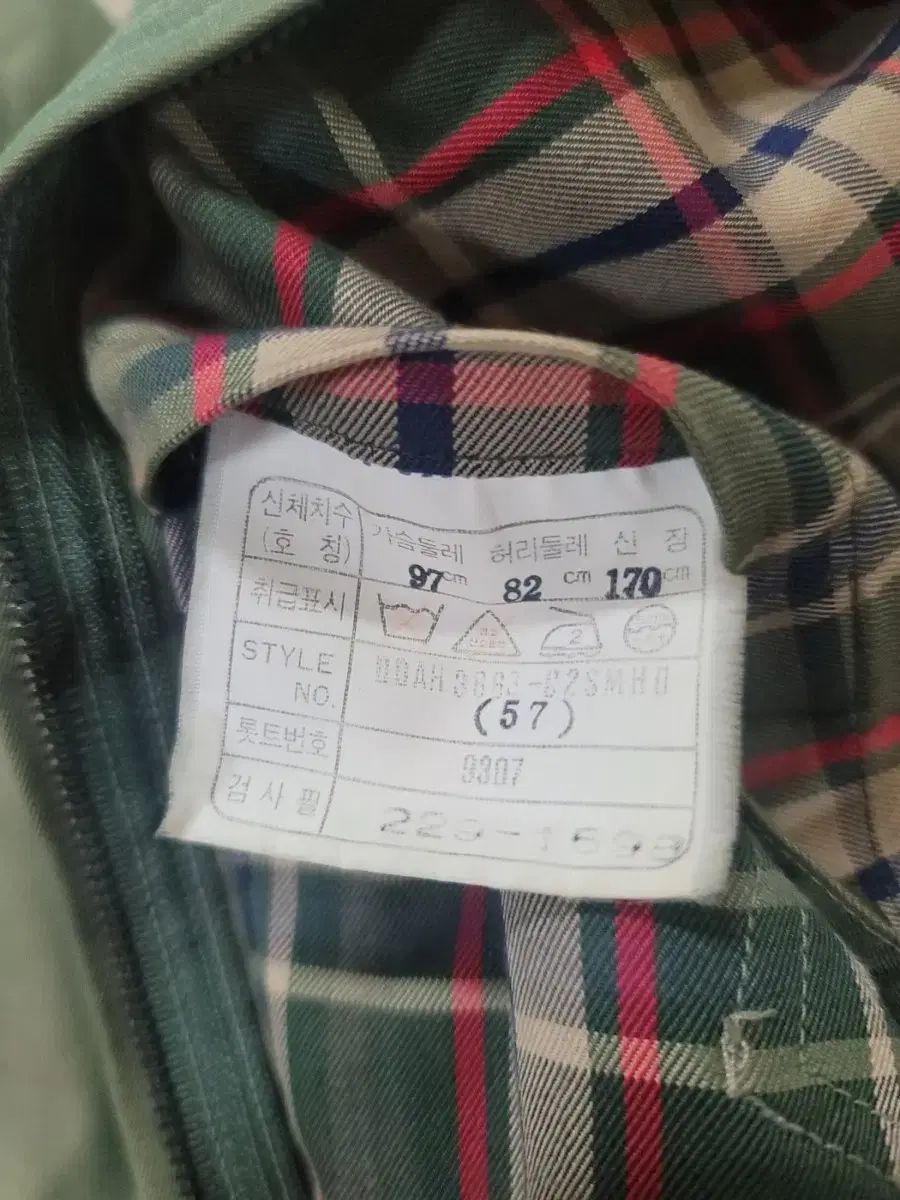 신체치수
(호 칭)
가슴둘레 허리둘레 신 장
97cm 82 cm 170cm
취급표시
2
STYLE
NO.
(57)
롯트번호
9307
검 사 필